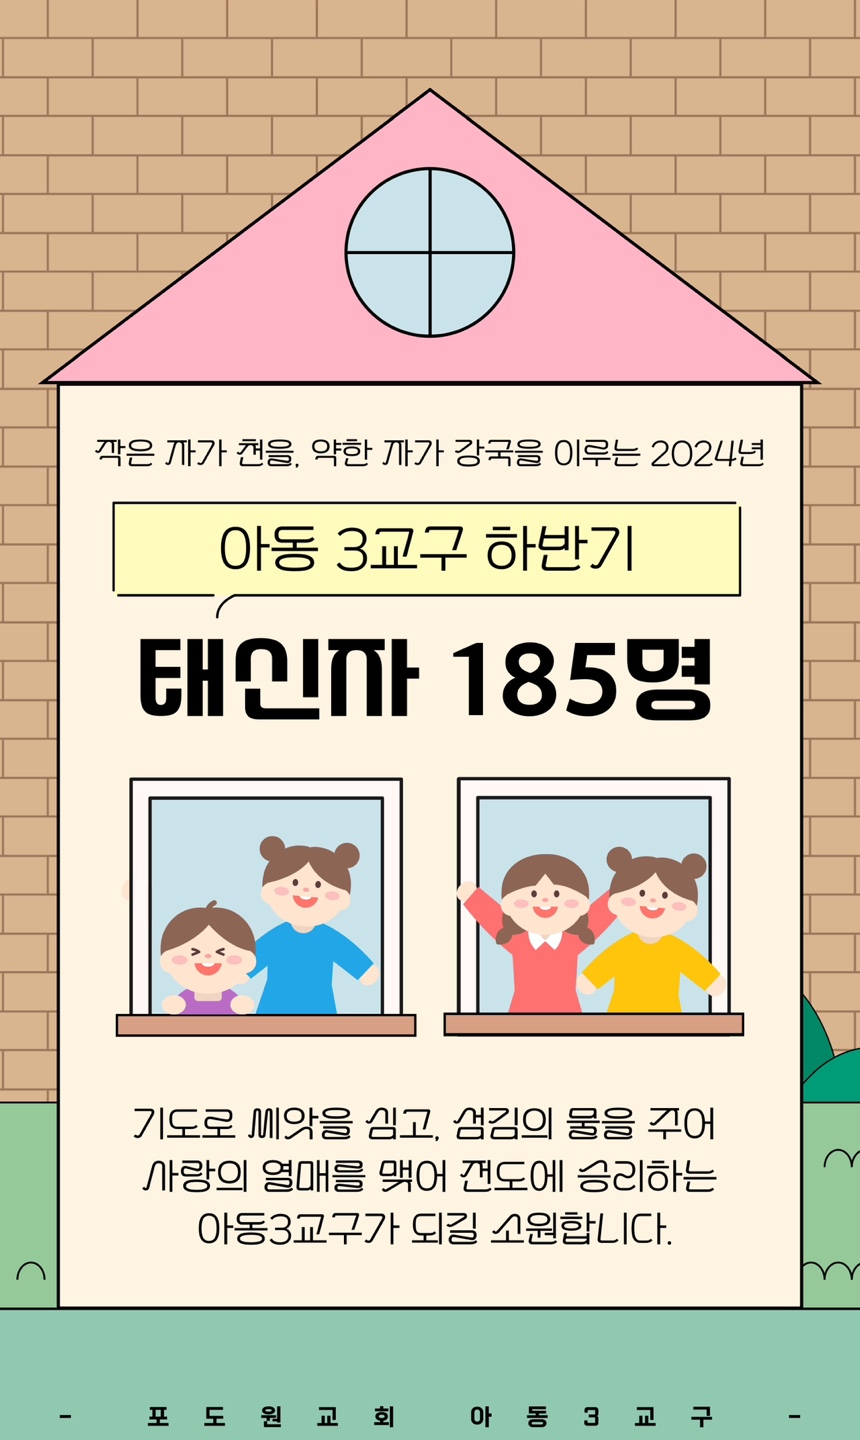 작은 자가 천을, 약한 자가 강국을 이루는 2024년
아동 3교구 하반기
태신자 185명
기도로 씨앗을 심고, 섬김의 물을 주어
사랑의 열매를 맺어 전도에 승리하는
아동3교구가 되길 소원합니다.
- 포도원교회 아동3교구 -